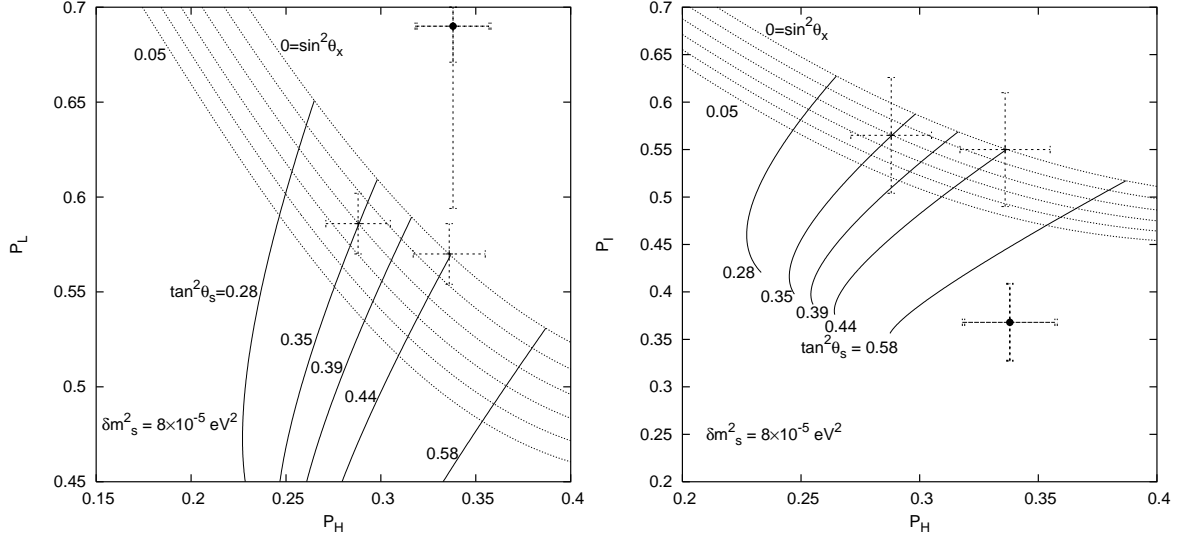 0.7
0.65
0.6
0.55
0.5
0.45
P_L
0=sin²θ_x
0.05
tan²θ_s=0.28
0.35
0.39
0.44
0.58
δm²_s = 8×10⁻⁵ eV²
0.15 0.2 0.25 0.3 0.35 0.4
P_H
0.7
0.65
0.6
0.55
0.5
0.45
0.4
0.35
0.3
0.25
0.2
P_I
0=sin²θ_x
0.05
0.28
0.35
0.39
0.44
tan²θ_s = 0.58
δm²_s = 8×10⁻⁵ eV²
0.2 0.25 0.3 0.35 0.4
P_H